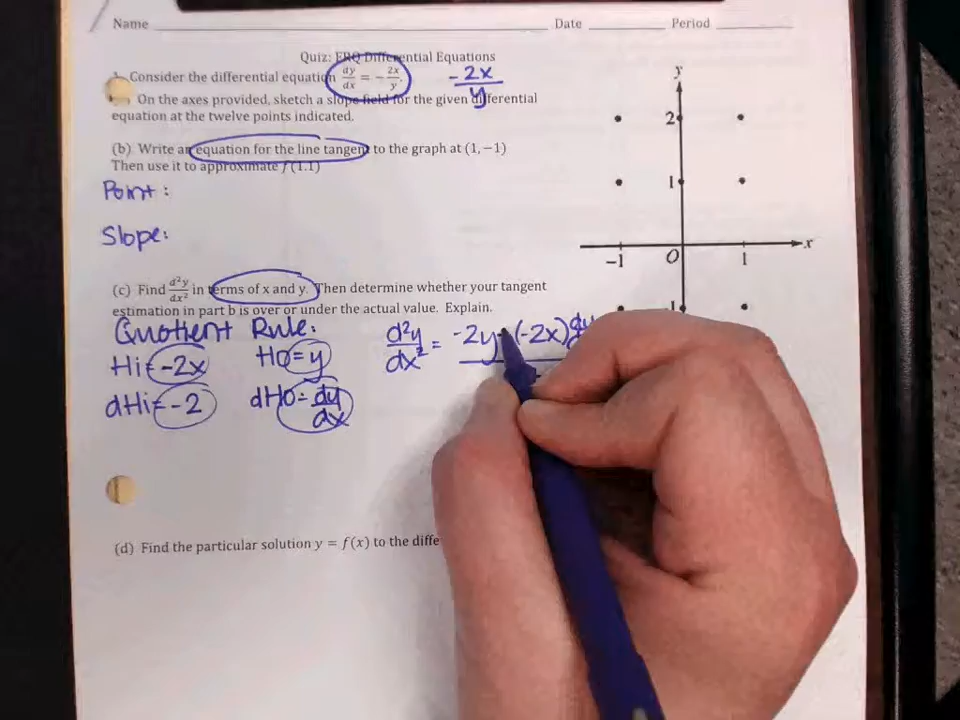 Name Date Period
Quiz: FRQ Differential Equations
Consider the differential equation dy/dx = -2x/y. -2x/y
On the axes provided, sketch a slope field for the given differential
equation at the twelve points indicated.
(b) Write an equation for the line tangent to the graph at (1, −1)
Then use it to approximate f(1.1)
Point:
Slope:
(c) Find d²y/dx² in terms of x and y. Then determine whether your tangent
estimation in part b is over or under the actual value. Explain.
Quotient Rule:
Hi = -2x HO = y
dHi = -2 dHO = dy/dx
d²y/dx² = -2y - (-2x)
(d) Find the particular solution y = f(x) to the
y
2
1
−1 O 1 x